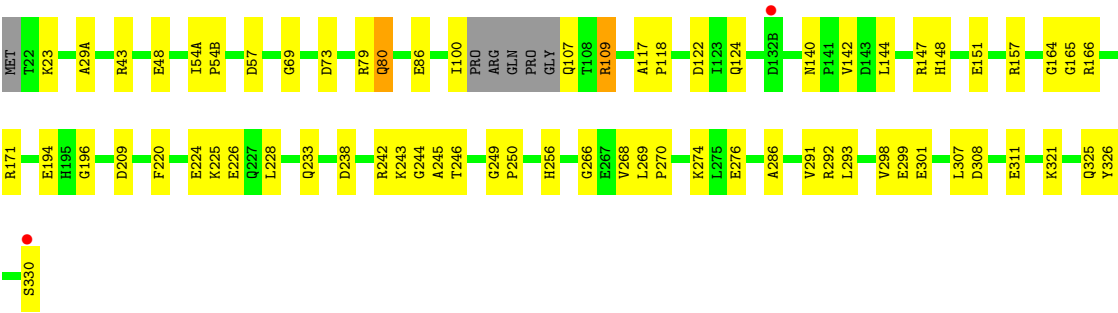 MET T22 K23 A29A R43 E48 I54A P54B D57 G69 D73 R79 Q80 E86 I100 PRO ARG GLN PRO GLY Q107 T108 R109 A117 P118 D122 I123 Q124 D132B N140 P141 V142 D143 L144 R147 H148 E151 R157 G164 G165 R166
R171 E194 H195 G196 D209 F220 E224 K225 E226 Q227 L228 Q233 D238 R242 K243 G244 A245 T246 G249 P250 H256 G266 E267 V268 L269 P270 K274 L275 E276 A286 V291 R292 L293 V298 E299 E301 L307 D308 E311 K321 Q325 Y326
S330